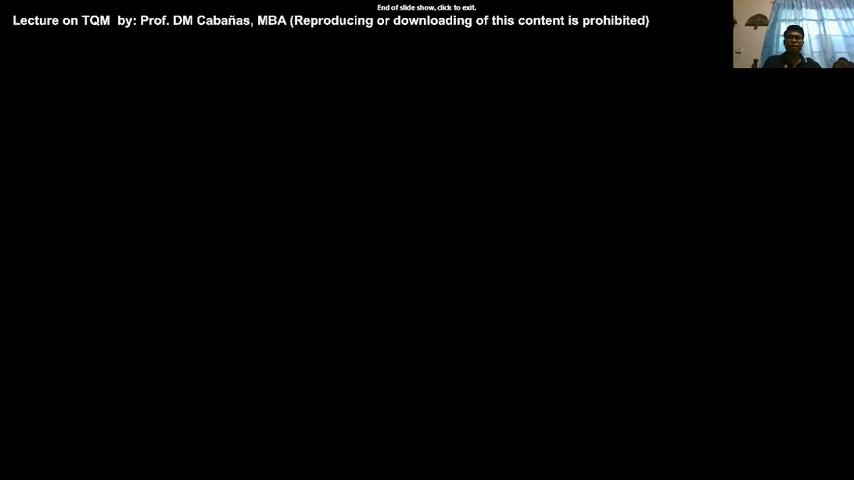 End of slide show, click to exit.
Lecture on TQM  by: Prof. DM Cabañas, MBA (Reproducing or downloading of this content is prohibited)